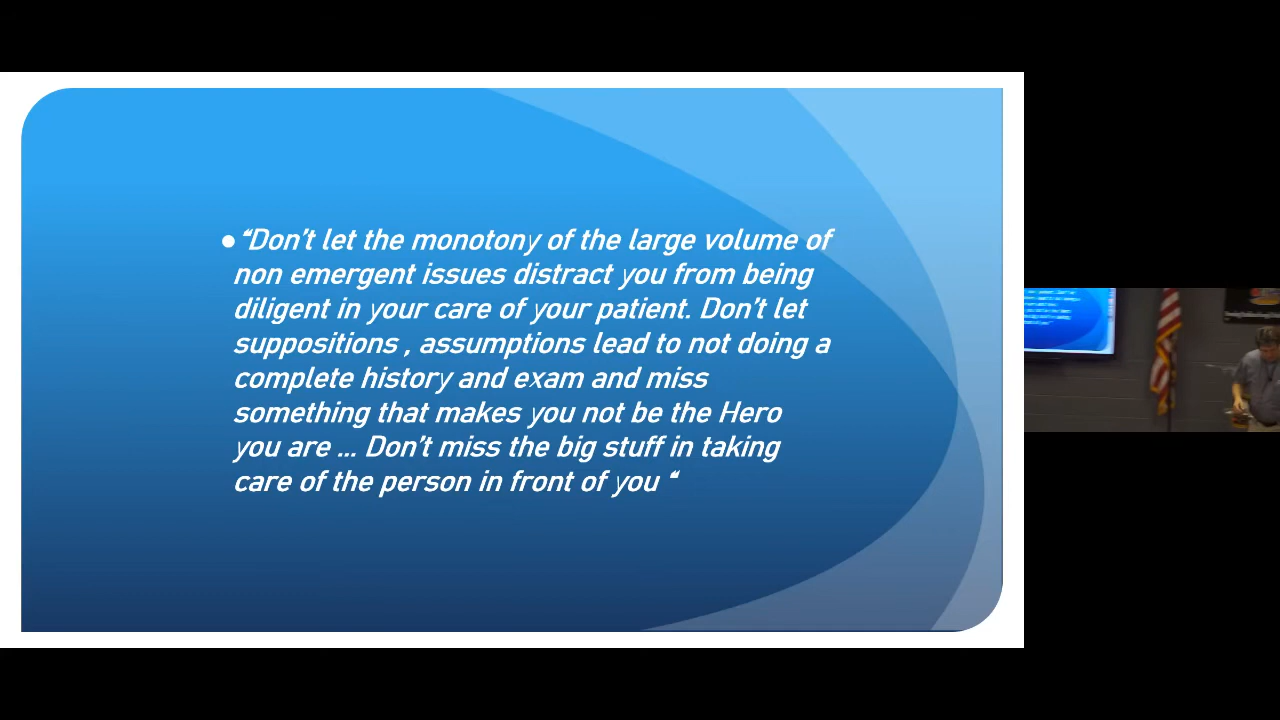 ● “Don’t let the monotony of the large volume of
non emergent issues distract you from being
diligent in your care of your patient. Don’t let
suppositions , assumptions lead to not doing a
complete history and exam and miss
something that makes you not be the Hero
you are ... Don’t miss the big stuff in taking
care of the person in front of you “